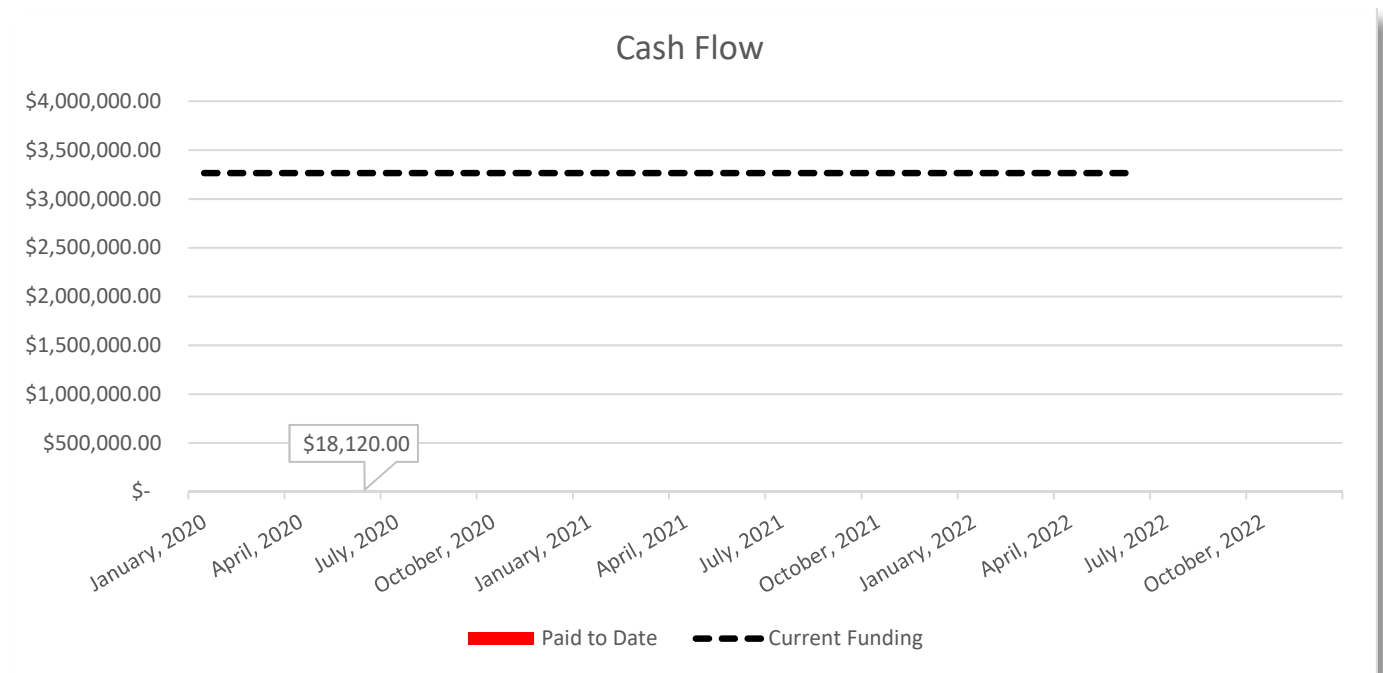 Cash Flow
$4,000,000.00
$3,500,000.00
$3,000,000.00
$2,500,000.00
$2,000,000.00
$1,500,000.00
$1,000,000.00
$500,000.00
$-
$18,120.00
January, 2020
April, 2020
July, 2020
October, 2020
January, 2021
April, 2021
July, 2021
October, 2021
January, 2022
April, 2022
July, 2022
October, 2022
Paid to Date
Current Funding